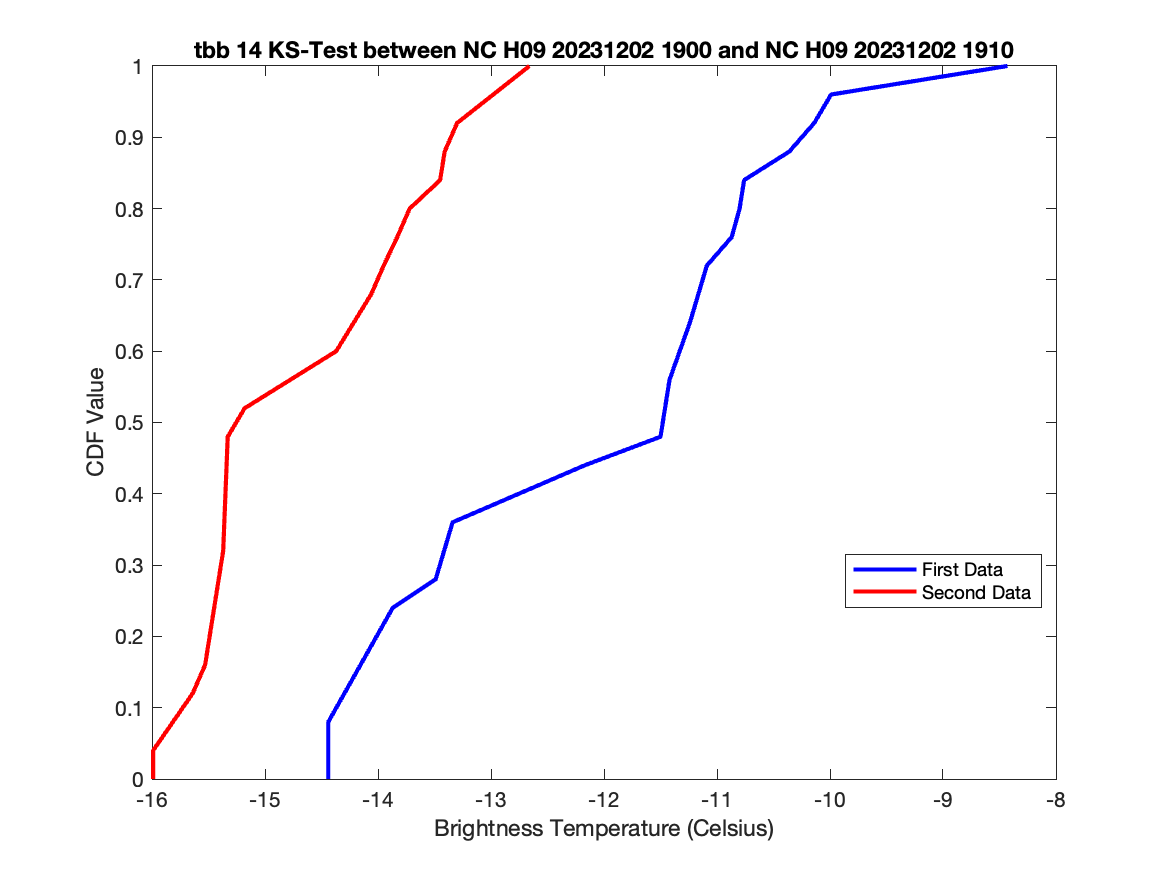 tbb 14 KS-Test between NC H09 20231202 1900 and NC H09 20231202 1910
1
0.9
0.8
0.7
0.6
0.5
0.4
0.3
0.2
0.1
0
CDF Value
First Data
Second Data
-16 -15 -14 -13 -12 -11 -10 -9 -8
Brightness Temperature (Celsius)